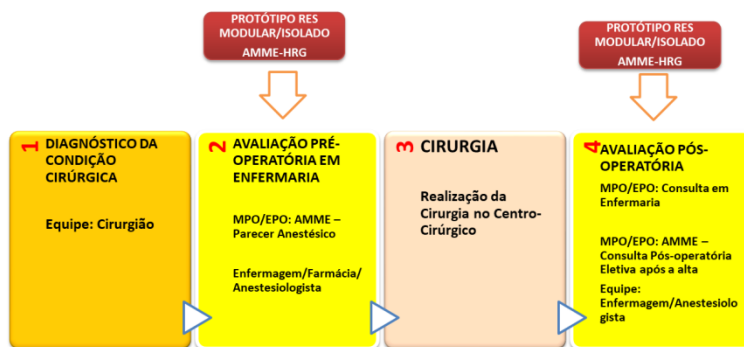 PROTÓTIPO RES
MODULAR/ISOLADO
AMME-HRG
PROTÓTIPO RES
MODULAR/ISOLADO
AMME-HRG
1
DIAGNÓSTICO DA
CONDIÇÃO
CIRÚRGICA
Equipe: Cirurgião
2
AVALIAÇÃO PRÉ-
OPERATÓRIA EM
ENFERMARIA
MPO/EPO: AMME –
Parecer Anestésico
Enfermagem/Farmácia/
Anestesiologista
3
CIRURGIA
Realização da
Cirurgia no Centro-
Cirúrgico
4
AVALIAÇÃO PÓS-
OPERATÓRIA
MPO/EPO: Consulta em
Enfermaria
MPO/EPO: AMME –
Consulta Pós-operatória
Eletiva após a alta
Equipe:
Enfermagem/Anestesiolo
gista